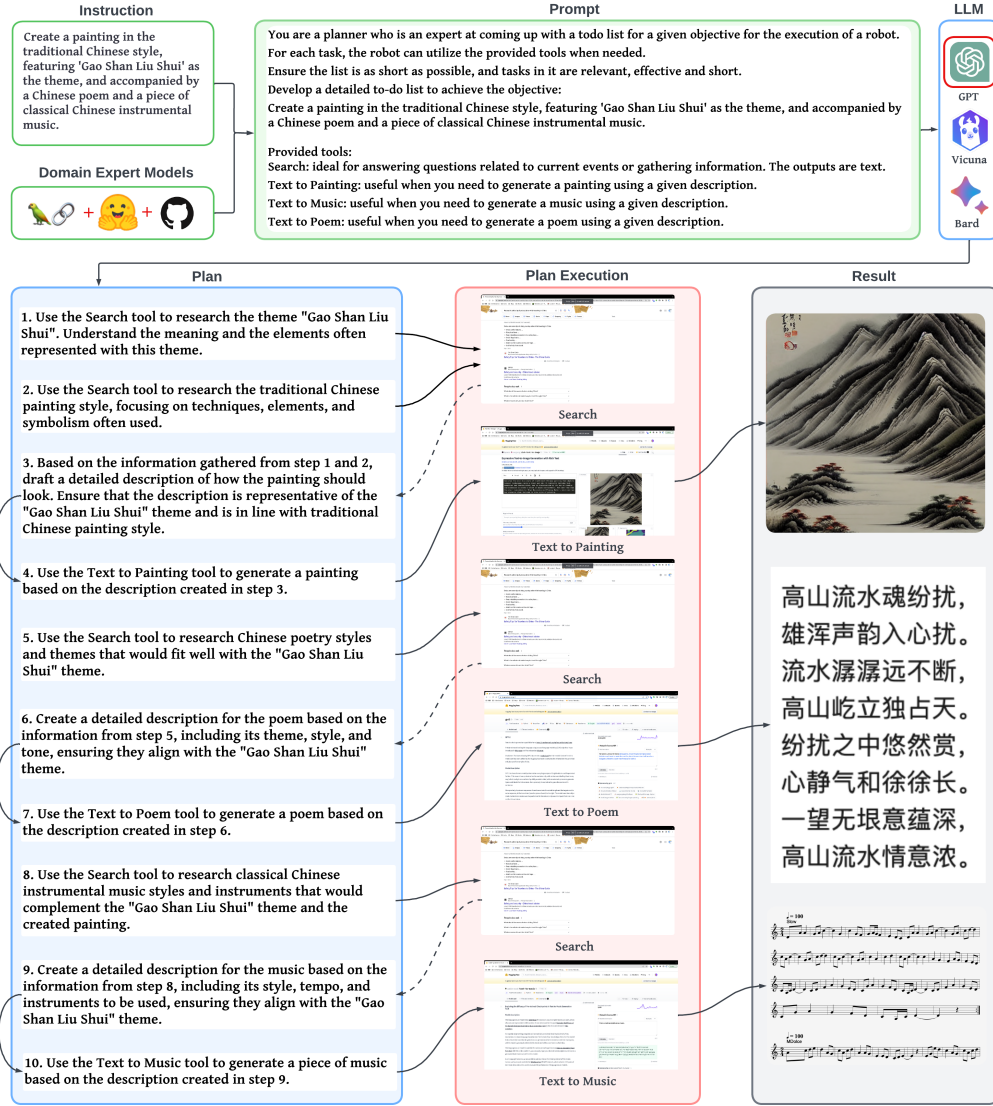 Instruction
Create a painting in the
traditional Chinese style,
featuring 'Gao Shan Liu Shui' as
the theme, and accompanied by
a Chinese poem and a piece of
classical Chinese instrumental
music.
Domain Expert Models
+
+
Prompt
You are a planner who is an expert at coming up with a todo list for a given objective for the execution of a robot.
For each task, the robot can utilize the provided tools when needed.
Ensure the list is as short as possible, and tasks in it are relevant, effective and short.
Develop a detailed to-do list to achieve the objective:
Create a painting in the traditional Chinese style, featuring 'Gao Shan Liu Shui' as the theme, and accompanied by
a Chinese poem and a piece of classical Chinese instrumental music.
Provided tools:
Search: ideal for answering questions related to current events or gathering information. The outputs are text.
Text to Painting: useful when you need to generate a painting using a given description.
Text to Music: useful when you need to generate a music using a given description.
Text to Poem: useful when you need to generate a poem using a given description.
LLM
GPT
Vicuna
Bard
Plan
1. Use the Search tool to research the theme "Gao Shan Liu
Shui". Understand the meaning and the elements often
represented with this theme.
2. Use the Search tool to research the traditional Chinese
painting style, focusing on techniques, elements, and
symbolism often used.
3. Based on the information gathered from step 1 and 2,
draft a detailed description of how the painting should
look. Ensure that the description is representative of the
"Gao Shan Liu Shui" theme and is in line with traditional
Chinese painting style.
4. Use the Text to Painting tool to generate a painting
based on the description created in step 3.
5. Use the Search tool to research Chinese poetry styles
and themes that would fit well with the "Gao Shan Liu
Shui" theme.
6. Create a detailed description for the poem based on the
information from step 5, including its theme, style, and
tone, ensuring they align with the "Gao Shan Liu Shui"
theme.
7. Use the Text to Poem tool to generate a poem based on
the description created in step 6.
8. Use the Search tool to research classical Chinese
instrumental music styles and instruments that would
complement the "Gao Shan Liu Shui" theme and the
created painting.
9. Create a detailed description for the music based on the
information from step 8, including its style, tempo, and
instruments to be used, ensuring they align with the "Gao
Shan Liu Shui" theme.
10. Use the Text to Music tool to generate a piece of music
based on the description created in step 9.
Plan Execution
Search
Text to Painting
Search
Text to Poem
Search
Text to Music
Result
高山流水魂纷扰，
雄浑声韵入心扰。
流水潺潺远不断，
高山屹立独占天。
纷扰之中悠然赏，
心静气和徐徐长。
一望无垠意蕴深，
高山流水情意浓。
♩ = 100
Slow
♩ = 100